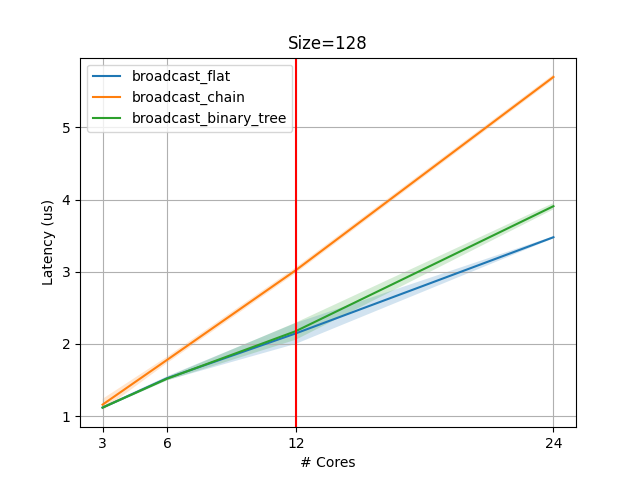 Size=128
broadcast_flat
broadcast_chain
broadcast_binary_tree
Latency (us)
5
4
3
2
1
3 6 12 24
# Cores